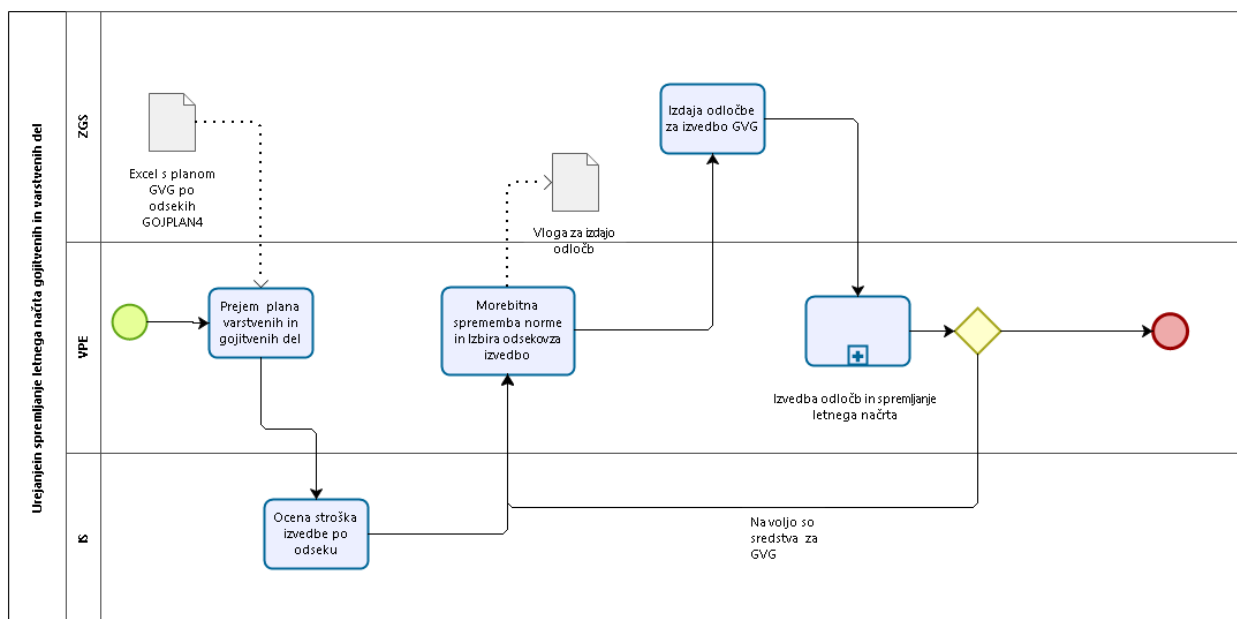 Urejanjein spremljanje letnega načrta gojitvenih in varstvenih del
ZGS
Excel s planom
GVG po
odsekih
GOJPLAN4
Vloga za izdajo
odločb
Izdaja odločbe
za izvedbo GVG
VPE
Prejem plana
varstvenih in
gojitvenih del
Morebitna
sprememba norme
in Izbira odsekovza
izvedbo
Izvedba odločb in spremljanje
letnega načrta
IS
Ocena stroška
izvedbe po
odseku
Na voljo so
sredstva za
GVG